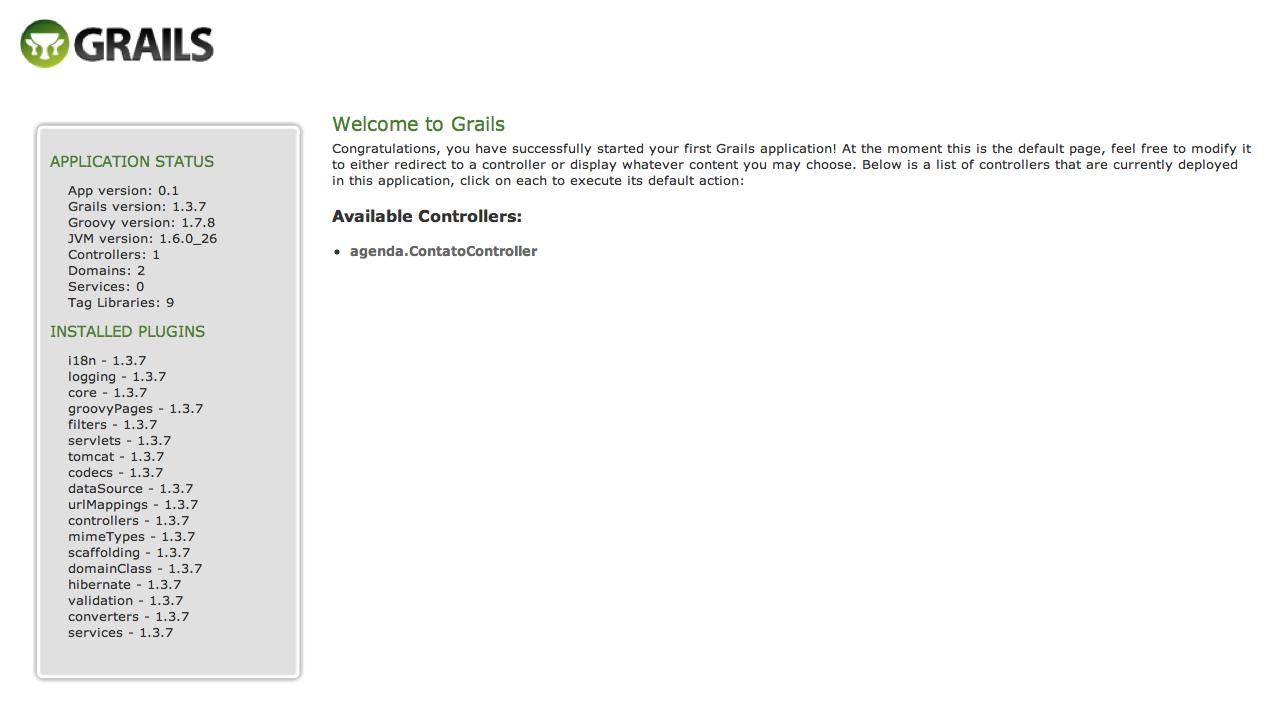 GRAILS
APPLICATION STATUS
App version: 0.1
Grails version: 1.3.7
Groovy version: 1.7.8
JVM version: 1.6.0_26
Controllers: 1
Domains: 2
Services: 0
Tag Libraries: 9
INSTALLED PLUGINS
i18n - 1.3.7
logging - 1.3.7
core - 1.3.7
groovyPages - 1.3.7
filters - 1.3.7
servlets - 1.3.7
tomcat - 1.3.7
codecs - 1.3.7
dataSource - 1.3.7
urlMappings - 1.3.7
controllers - 1.3.7
mimeTypes - 1.3.7
scaffolding - 1.3.7
domainClass - 1.3.7
hibernate - 1.3.7
validation - 1.3.7
converters - 1.3.7
services - 1.3.7
Welcome to Grails
Congratulations, you have successfully started your first Grails application! At the moment this is the default page, feel free to modify it
to either redirect to a controller or display whatever content you may choose. Below is a list of controllers that are currently deployed
in this application, click on each to execute its default action:
Available Controllers:
• agenda.ContatoController